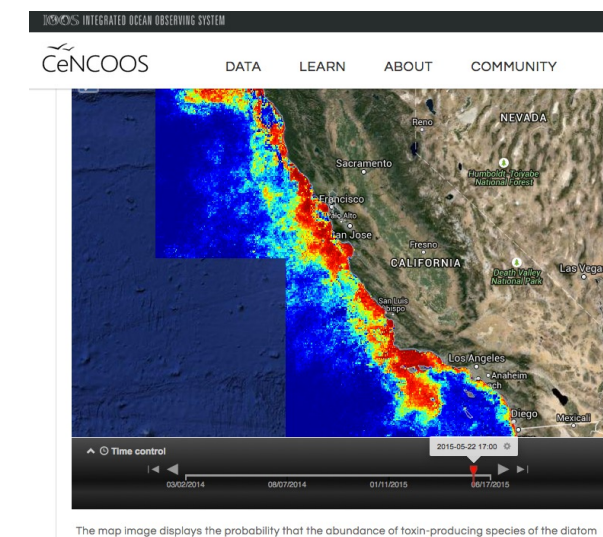 IOOS INTEGRATED OCEAN OBSERVING SYSTEM
CeNCOOS DATA LEARN ABOUT COMMUNITY
Reno
NEVADA
Sacramento
Humboldt-Toiyabe
National Forest
Francisco
Palo Alto
San Jose
Fresno
CALIFORNIA
Death Valley
National Park
Las Vega
San Luis
bispo
Los Angeles
Anaheim
ch
Diego
Mexicali
2015-05-22 17:00
Time control
03/02/2014 08/07/2014 01/11/2015 06/17/2015
The map image displays the probability that the abundance of toxin-producing species of the diatom